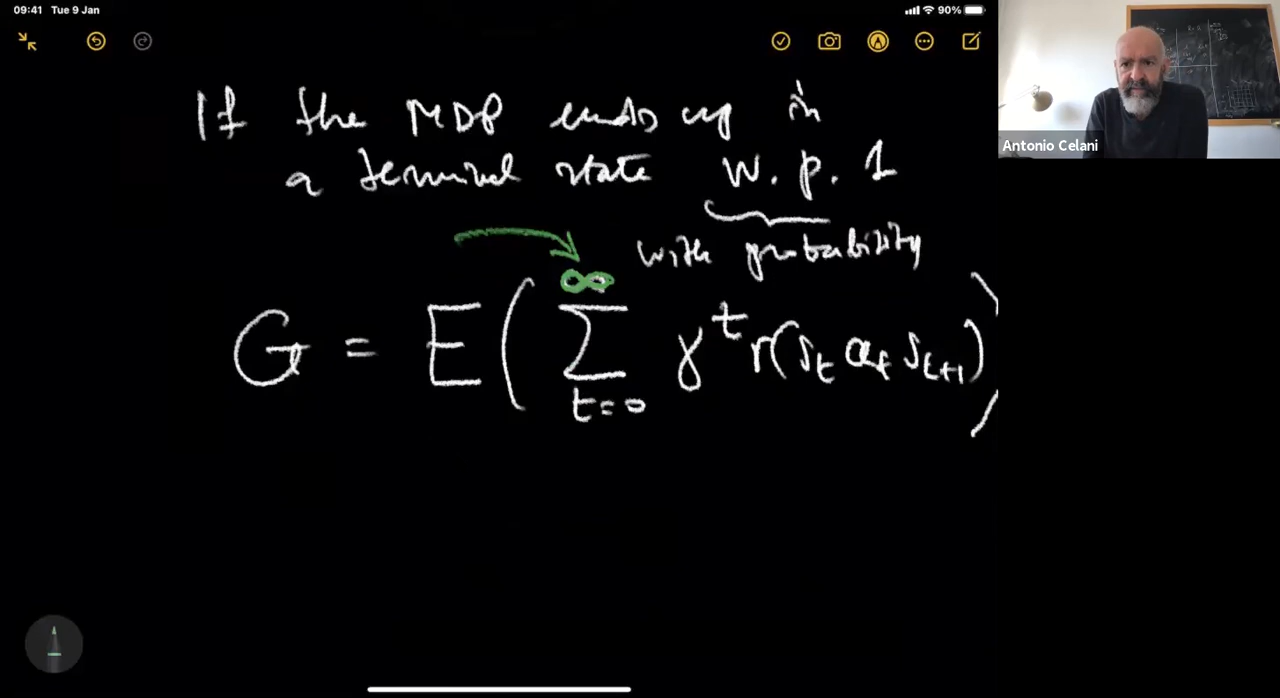 09:41 Tue 9 Jan
90%
Antonio Celani
If the MDP ends up in
a terminal state w.p. 1
with probability
∞
G = E( Σ γ^t r(s_t a_t s_{t+1}) )
t=0